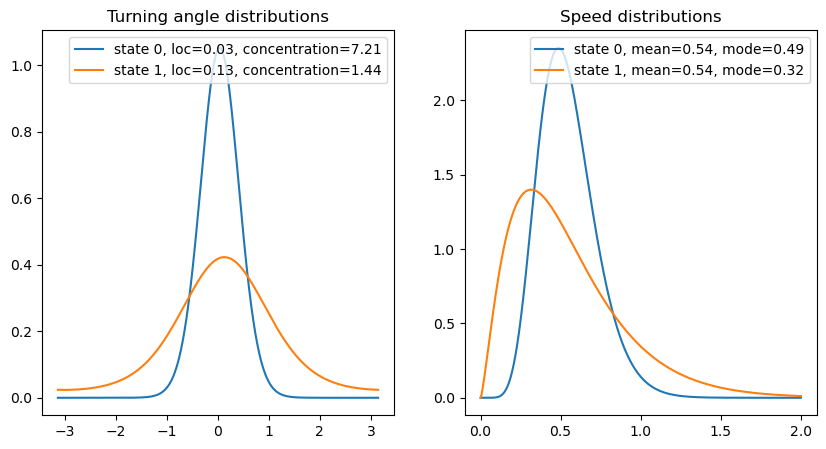 Turning angle distributions
state 0, loc=0.03, concentration=7.21
state 1, loc=0.13, concentration=1.44
1.0
0.8
0.6
0.4
0.2
0.0
−3 −2 −1 0 1 2 3
Speed distributions
state 0, mean=0.54, mode=0.49
state 1, mean=0.54, mode=0.32
2.0
1.5
1.0
0.5
0.0
0.0 0.5 1.0 1.5 2.0